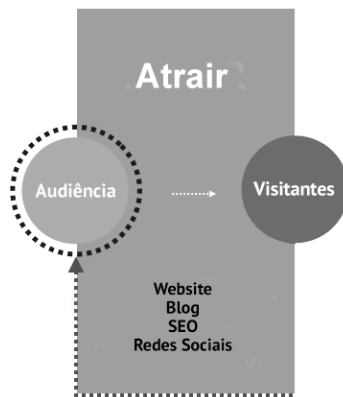 Atrair
Audiência
Visitantes
Website
Blog
SEO
Redes Sociais